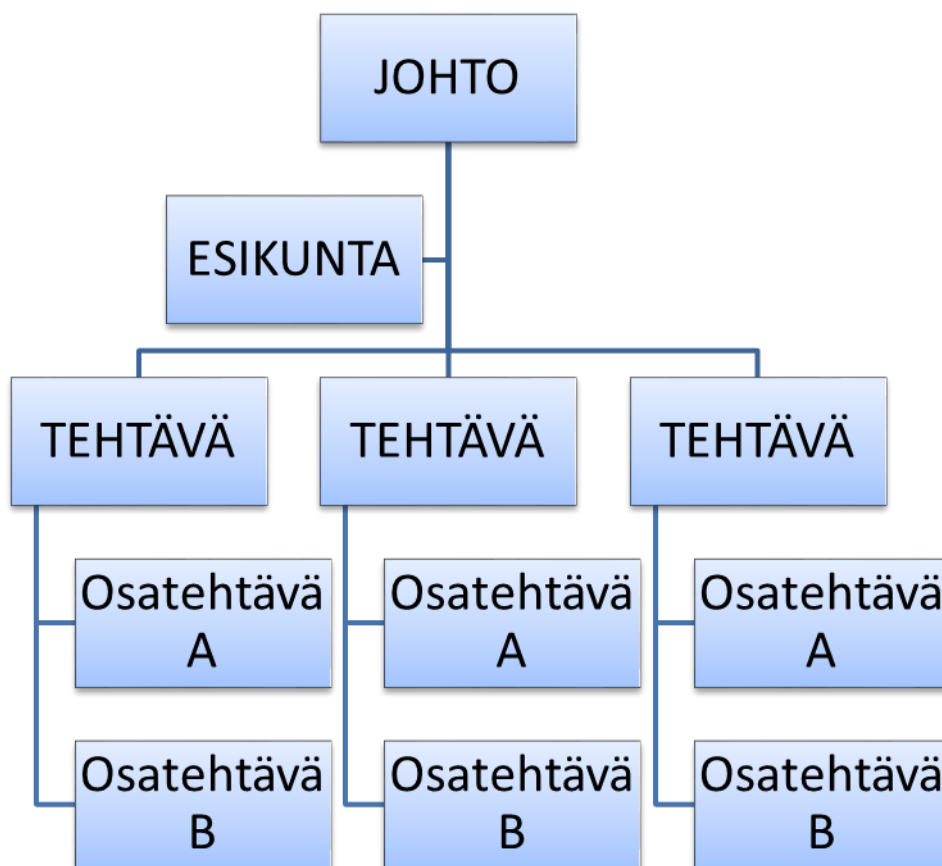 JOHTO
ESIKUNTA
TEHTÄVÄ
Osatehtävä
A
Osatehtävä
B
TEHTÄVÄ
Osatehtävä
A
Osatehtävä
B
TEHTÄVÄ
Osatehtävä
A
Osatehtävä
B